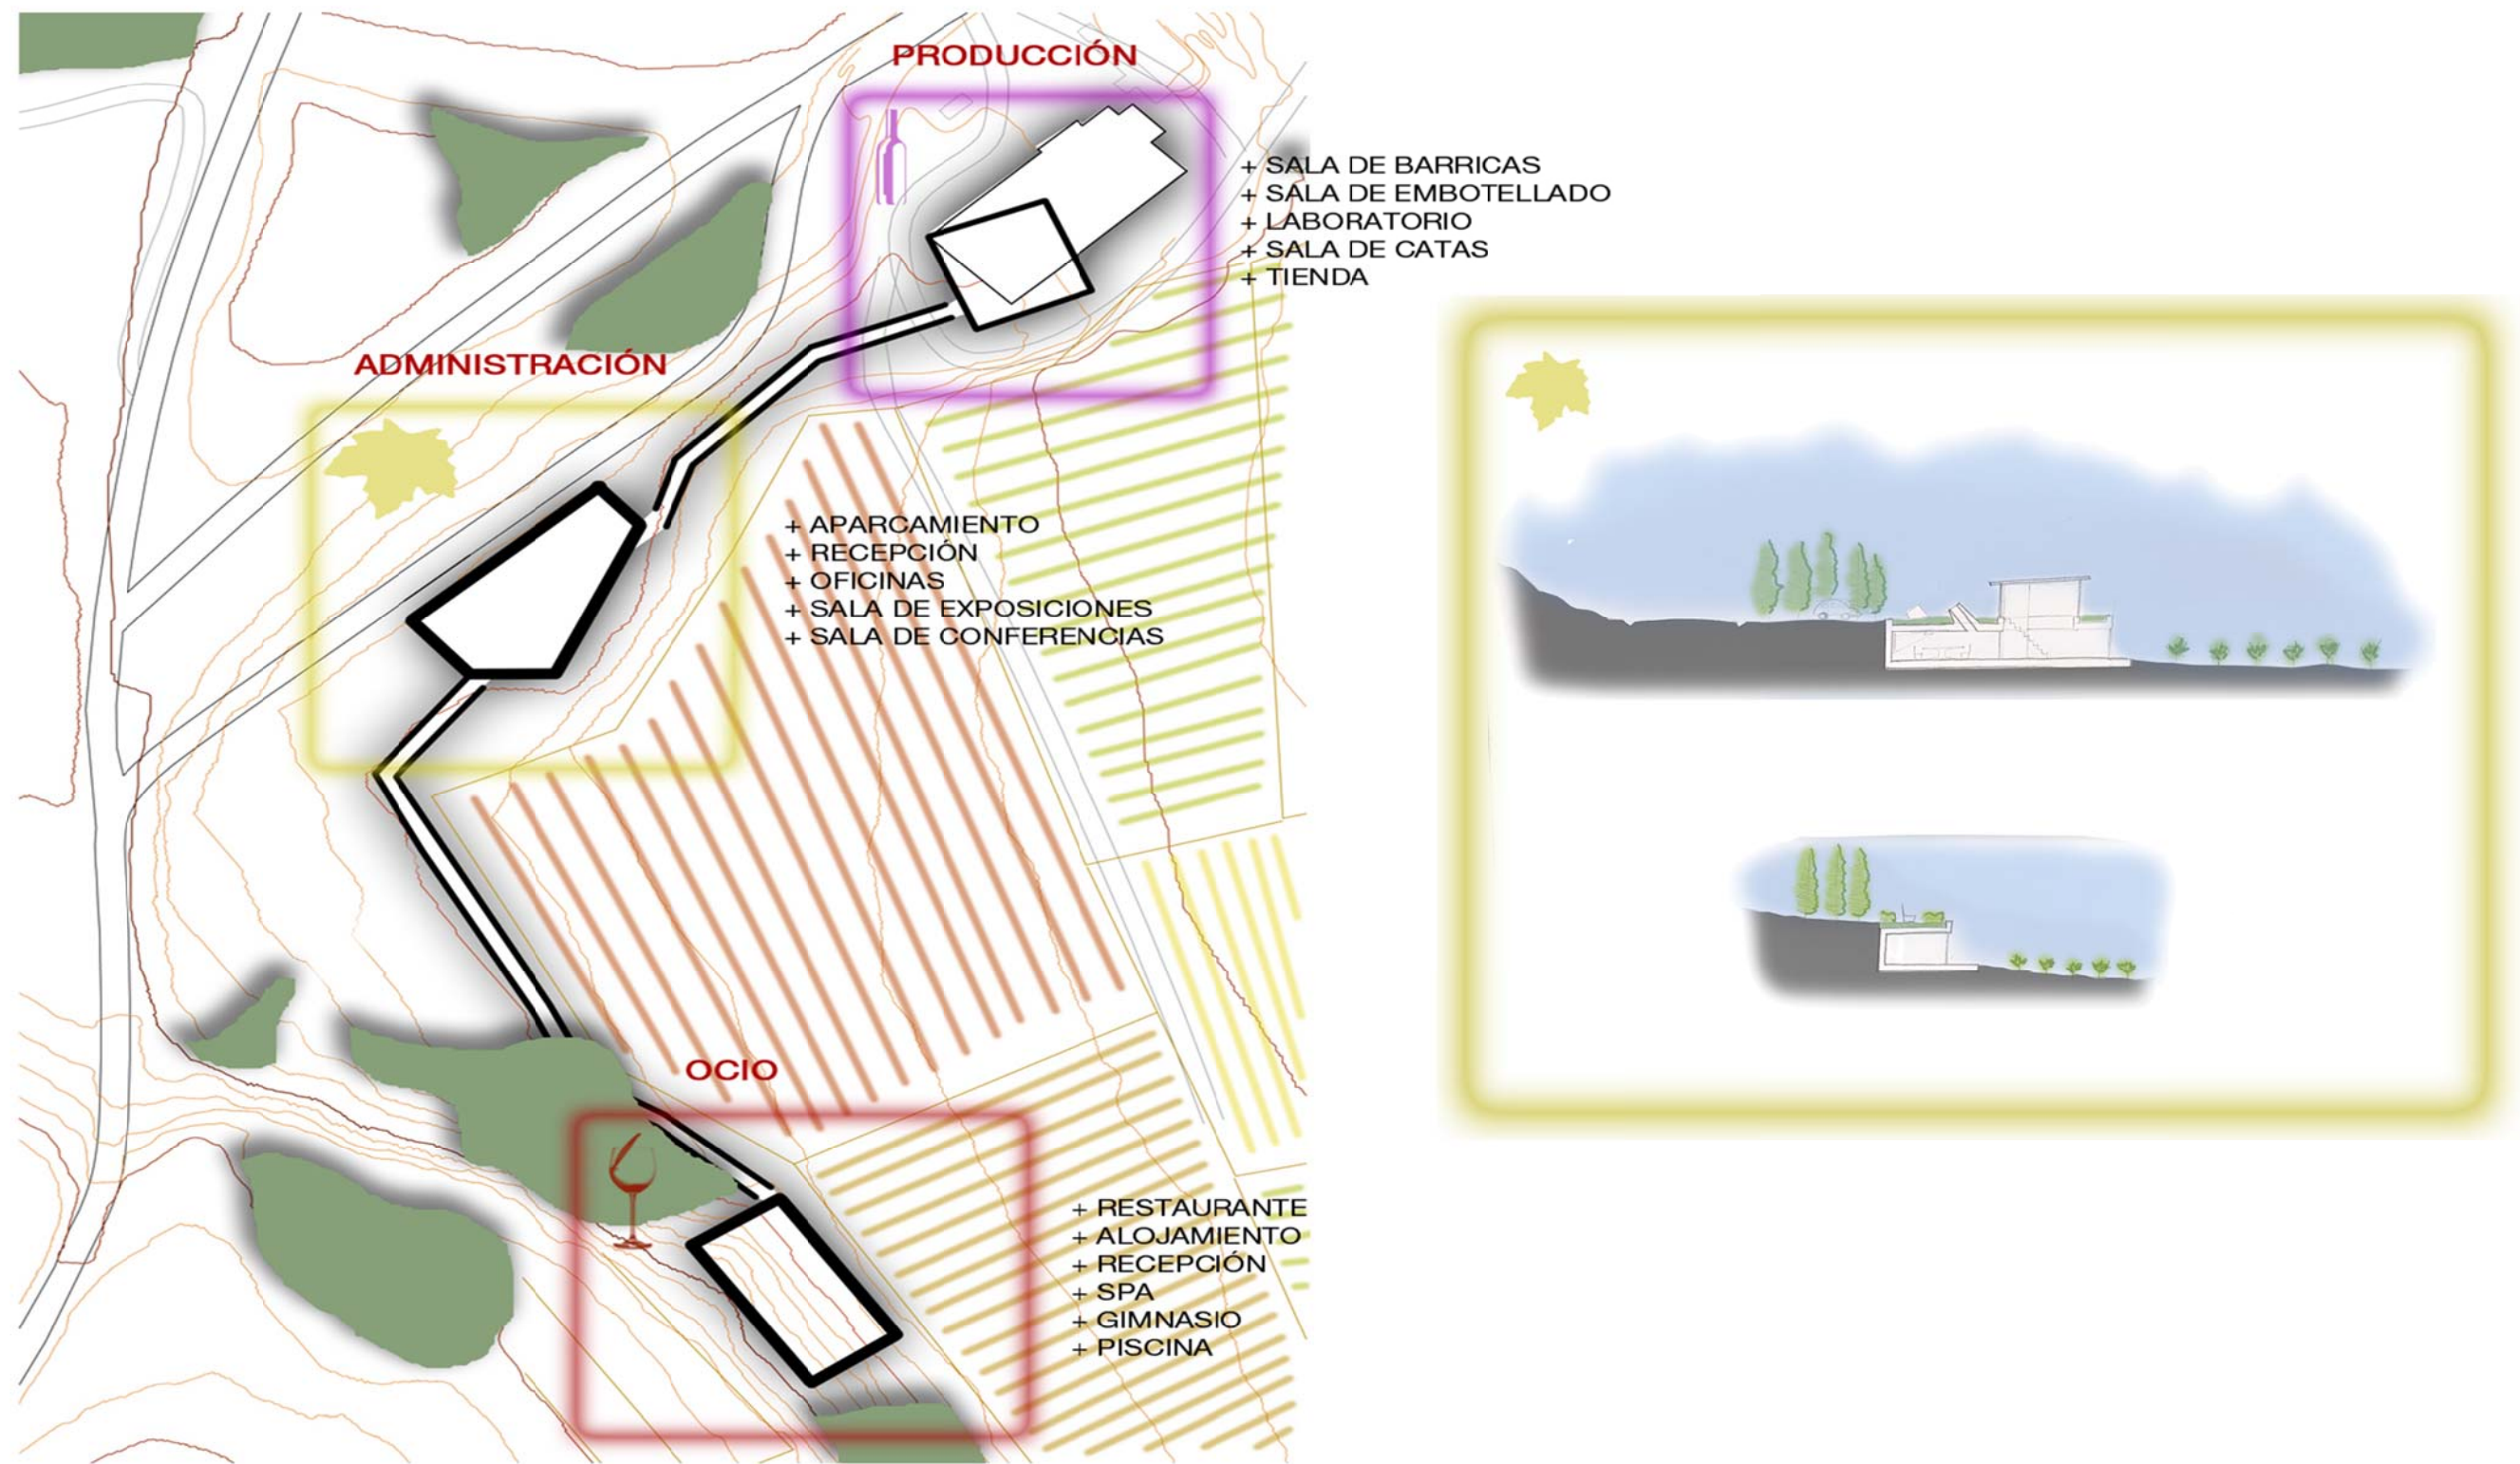 PRODUCCIÓN
+ SALA DE BARRICAS
+ SALA DE EMBOTELLADO
+ LABORATORIO
+ SALA DE CATAS
+ TIENDA
ADMINISTRACIÓN
+ APARCAMIENTO
+ RECEPCIÓN
+ OFICINAS
+ SALA DE EXPOSICIONES
+ SALA DE CONFERENCIAS
OCIO
+ RESTAURANTE
+ ALOJAMIENTO
+ RECEPCIÓN
+ SPA
+ GIMNASIO
+ PISCINA